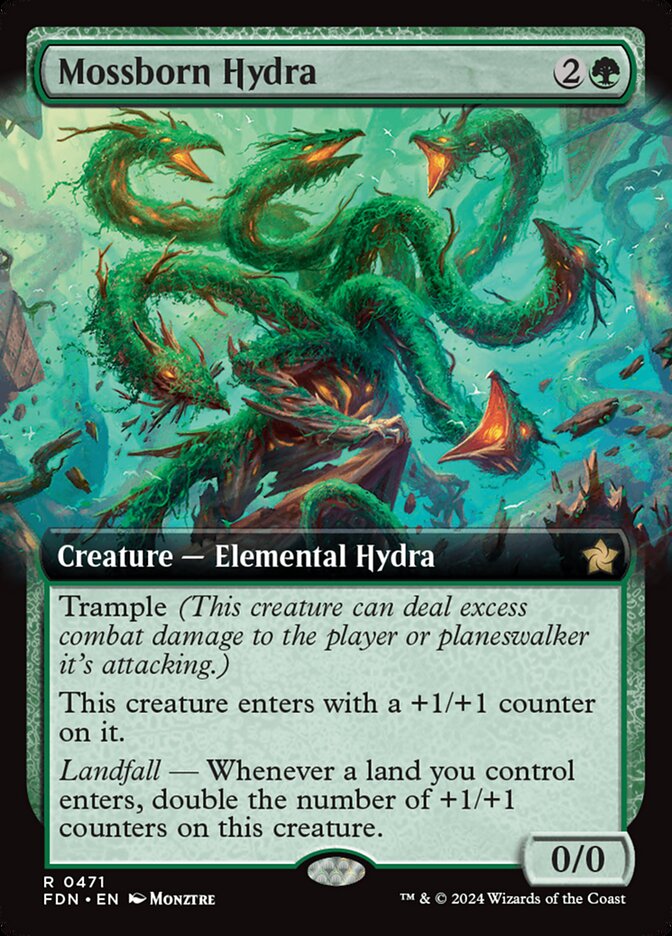 Mossborn Hydra 2
Creature — Elemental Hydra
Trample (This creature can deal excess
combat damage to the player or planeswalker
it's attacking.)
This creature enters with a +1/+1 counter
on it.
Landfall — Whenever a land you control
enters, double the number of +1/+1
counters on this creature.
0/0
R 0471
FDN • EN Monztre
™ & © 2024 Wizards of the Coast